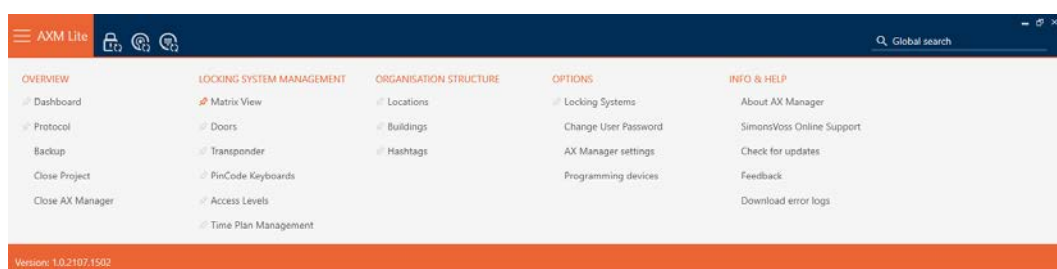 AXM Lite
Global search
OVERVIEW
Dashboard
Protocol
Backup
Close Project
Close AX Manager
LOCKING SYSTEM MANAGEMENT
Matrix View
Doors
Transponder
PinCode Keyboards
Access Levels
Time Plan Management
ORGANISATION STRUCTURE
Locations
Buildings
Hashtags
OPTIONS
Locking Systems
Change User Password
AX Manager settings
Programming devices
INFO & HELP
About AX Manager
SimonsVoss Online Support
Check for updates
Feedback
Download error logs
Version: 1.0.2107.1502